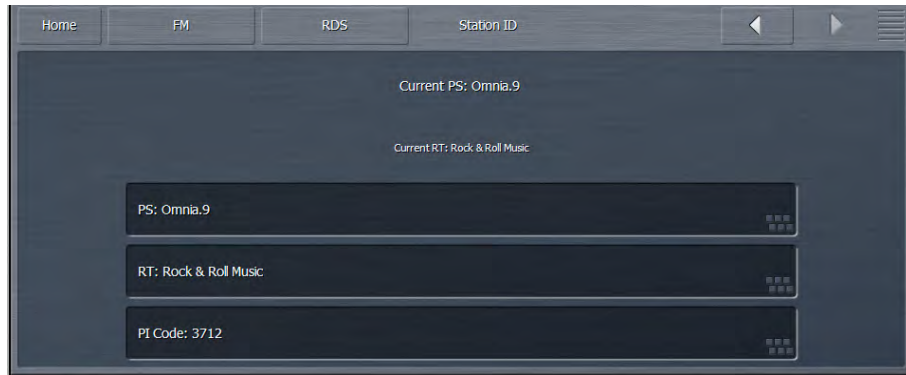 Home FM RDS Station ID
Current PS: Omnia.9
Current RT: Rock & Roll Music
PS: Omnia.9
RT: Rock & Roll Music
PI Code: 3712